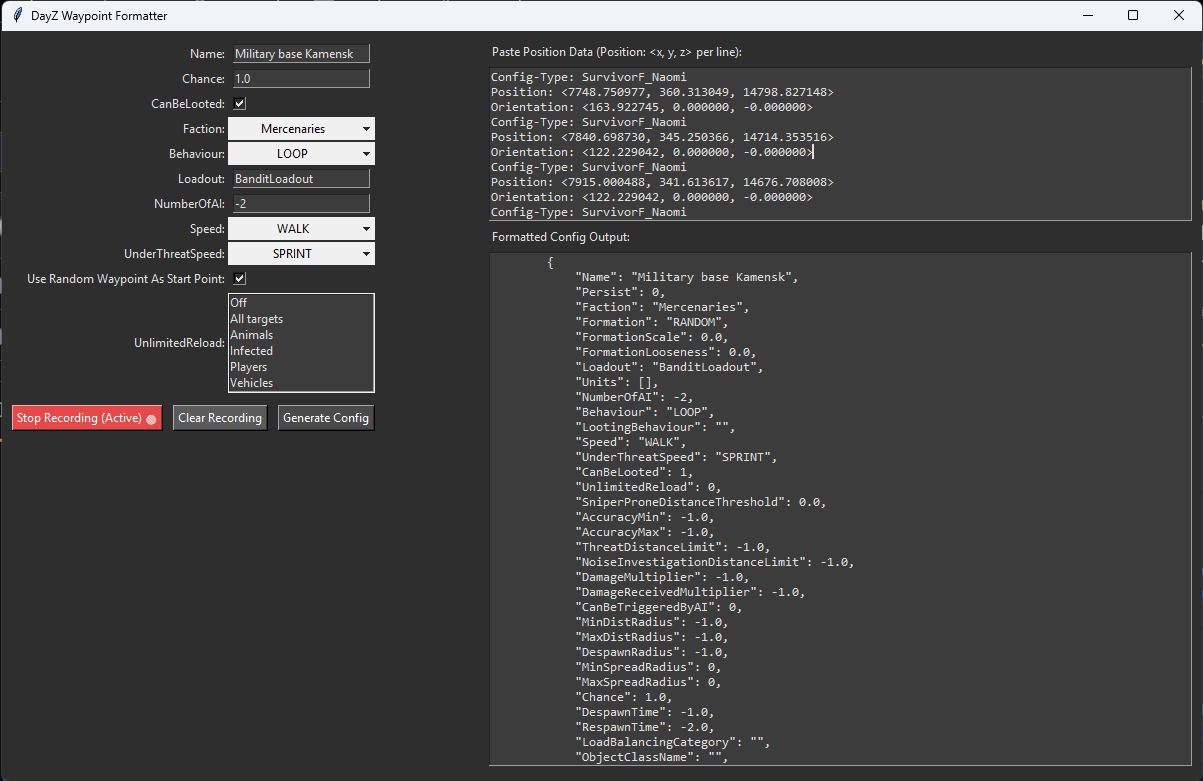 DayZ Waypoint Formatter
Name: Military base Kamensk
Chance: 1.0
CanBeLooted:
Faction: Mercenaries
Behaviour: LOOP
Loadout: BanditLoadout
NumberOfAI: -2
Speed: WALK
UnderThreatSpeed: SPRINT
Use Random Waypoint As Start Point:
UnlimitedReload:
Off
All targets
Animals
Infected
Players
Vehicles
Stop Recording (Active)
Clear Recording
Generate Config
Paste Position Data (Position: <x, y, z> per line):
Config-Type: SurvivorF_Naomi
Position: <7748.750977, 360.313049, 14798.827148>
Orientation: <163.922745, 0.000000, -0.000000>
Config-Type: SurvivorF_Naomi
Position: <7840.698730, 345.250366, 14714.353516>
Orientation: <122.229042, 0.000000, -0.000000>
Config-Type: SurvivorF_Naomi
Position: <7915.000488, 341.613617, 14676.708008>
Orientation: <122.229042, 0.000000, -0.000000>
Config-Type: SurvivorF_Naomi
Formatted Config Output:
{
"Name": "Military base Kamensk",
"Persist": 0,
"Faction": "Mercenaries",
"Formation": "RANDOM",
"FormationScale": 0.0,
"FormationLooseness": 0.0,
"Loadout": "BanditLoadout",
"Units": [],
"NumberOfAI": -2,
"Behaviour": "LOOP",
"LootingBehaviour": "",
"Speed": "WALK",
"UnderThreatSpeed": "SPRINT",
"CanBeLooted": 1,
"UnlimitedReload": 0,
"SniperProneDistanceThreshold": 0.0,
"AccuracyMin": -1.0,
"AccuracyMax": -1.0,
"ThreatDistanceLimit": -1.0,
"NoiseInvestigationDistanceLimit": -1.0,
"DamageMultiplier": -1.0,
"DamageReceivedMultiplier": -1.0,
"CanBeTriggeredByAI": 0,
"MinDistRadius": -1.0,
"MaxDistRadius": -1.0,
"DespawnRadius": -1.0,
"MinSpreadRadius": 0,
"MaxSpreadRadius": 0,
"Chance": 1.0,
"DespawnTime": -1.0,
"RespawnTime": -2.0,
"LoadBalancingCategory": "",
"ObjectClassName": "",